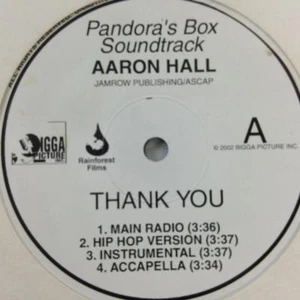 Pandora's Box
Soundtrack
AARON HALL
JAMROW PUBLISHING/ASCAP
A
BIGGA
PICTURE
INC.
Rainforest
Films
© 2002 BIGGA PICTURE INC.
THANK YOU
1. MAIN RADIO (3:36)
2. HIP HOP VERSION (3:37)
3. INSTRUMENTAL (3:37)
4. ACCAPELLA (3:34)